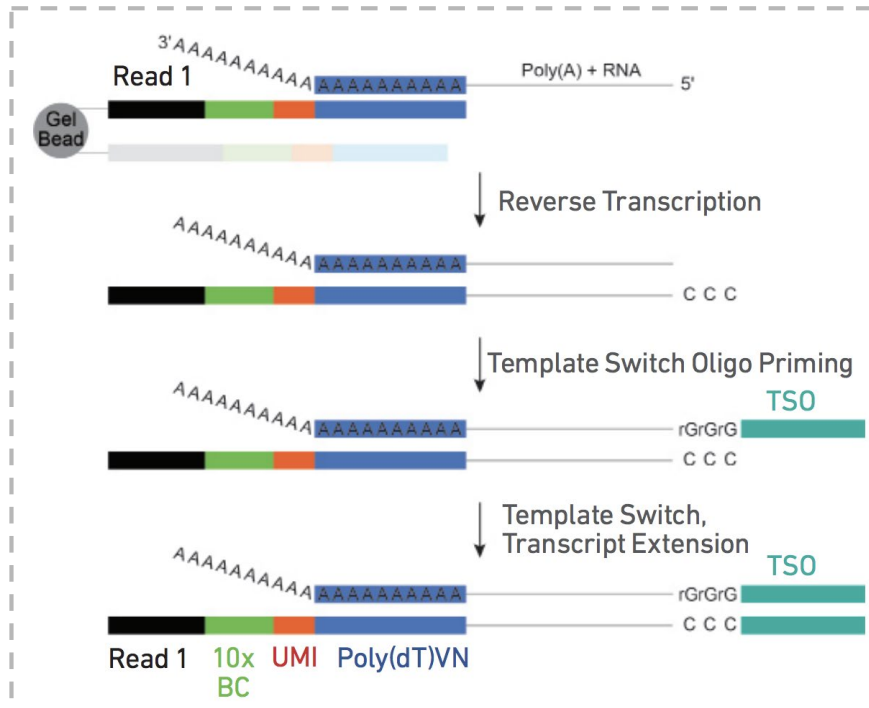 3'AAAAAAAAAA
AAAAAAAAAA
Poly(A) + RNA
5'
Read 1
Gel
Bead
Reverse Transcription
AAAAAAAAAA
AAAAAAAAAA
C C C
Template Switch Oligo Priming
TSO
AAAAAAAAAA
AAAAAAAAAA
rGrGrG
C C C
Template Switch,
Transcript Extension
TSO
AAAAAAAAAA
AAAAAAAAAA
rGrGrG
C C C
Read 1
10x
BC
UMI
Poly(dT)VN